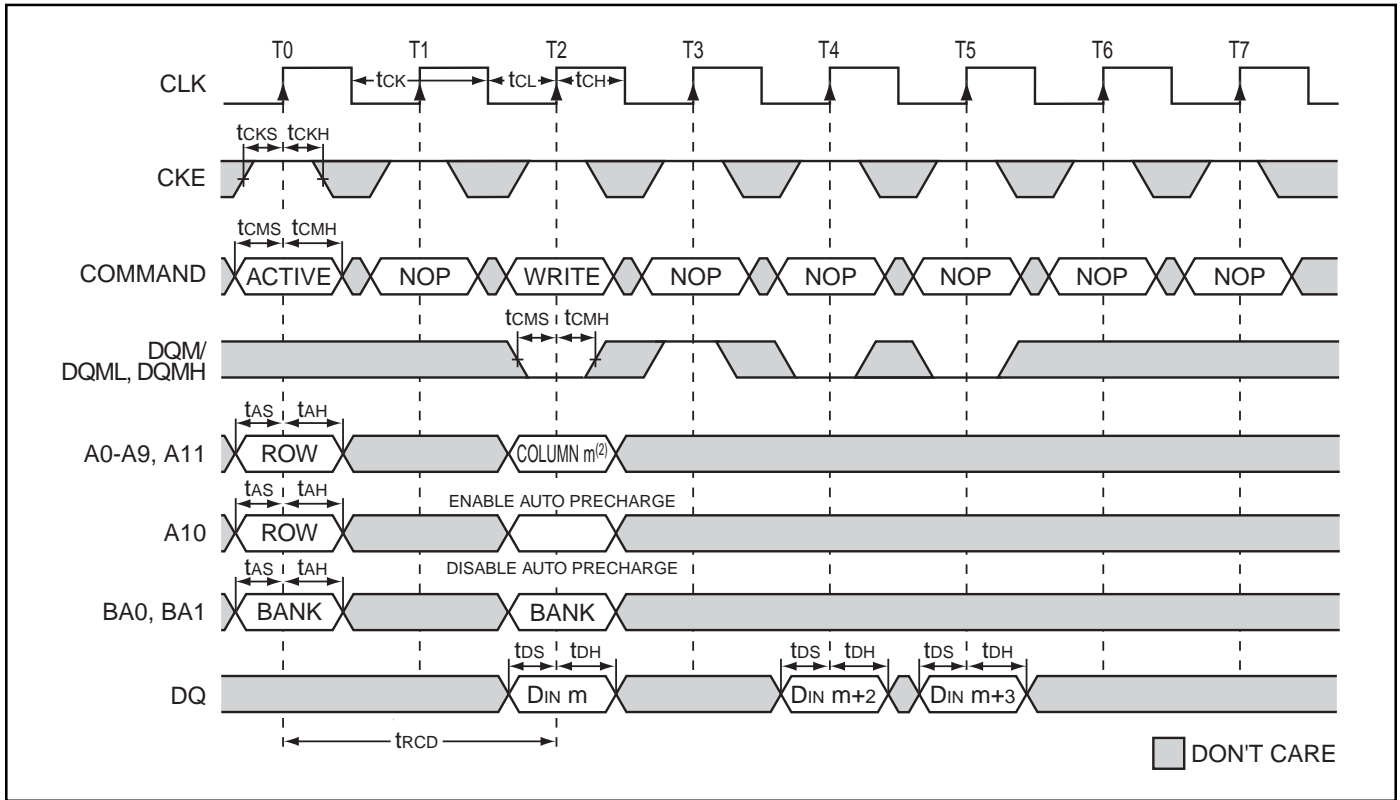 T0 T1 T2 T3 T4 T5 T6 T7
CLK tCK tCL tCH
tCKS tCKH
CKE
tCMS tCMH
COMMAND ACTIVE NOP WRITE NOP NOP NOP NOP NOP
tCMS tCMH
DQM/
DQML, DQMH
tAS tAH
A0-A9, A11 ROW COLUMN m(2)
tAS tAH ENABLE AUTO PRECHARGE
A10 ROW
tAS tAH DISABLE AUTO PRECHARGE
BA0, BA1 BANK BANK
tDS tDH tDS tDH tDS tDH
DQ DIN m DIN m+2 DIN m+3
tRCD
DON'T CARE